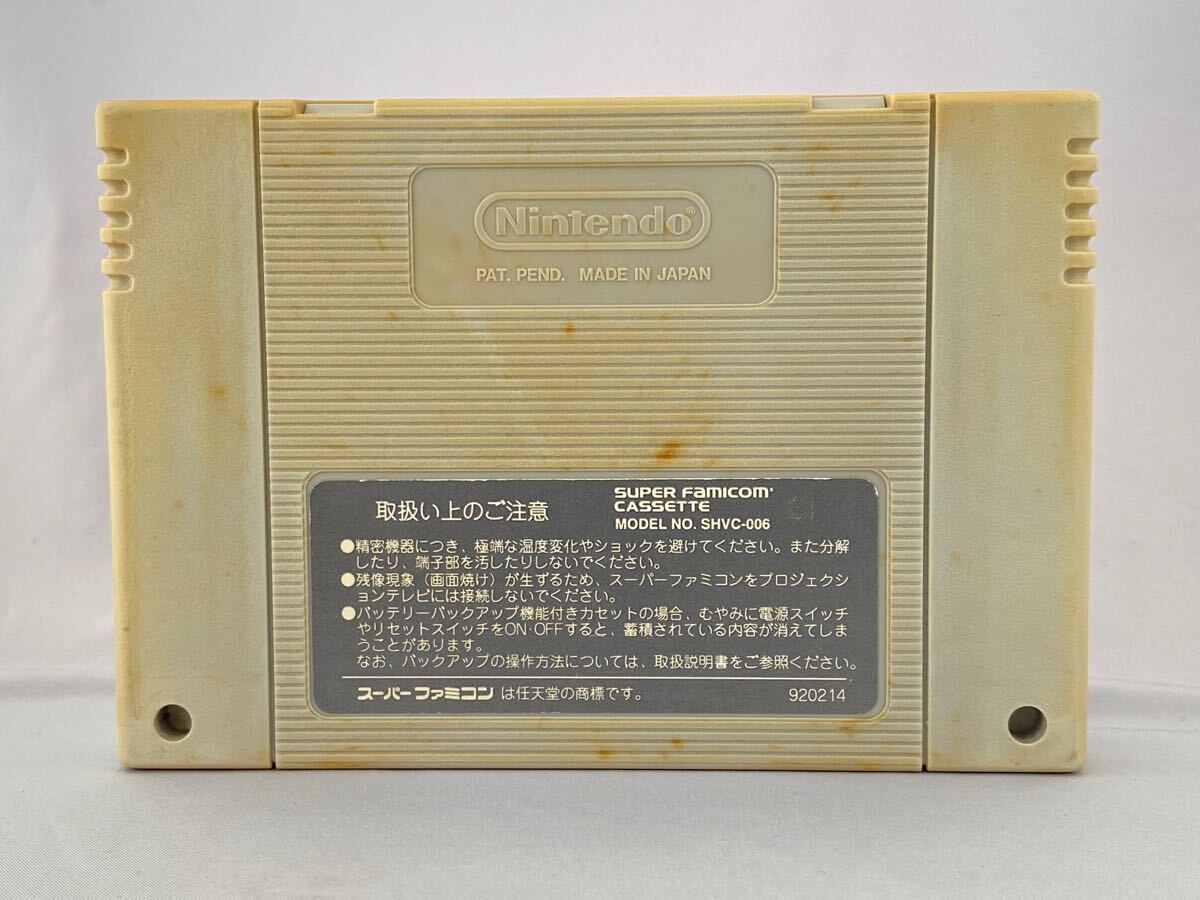 Nintendo®
PAT. PEND. MADE IN JAPAN
取扱い上のご注意
SUPER FAMICOM
CASSETTE
MODEL NO. SHVC-006
●精密機器につき、極端な温度変化やショックを避けてください。また分解
したり、端子部を汚したりしないでください。
●残像現象（画面焼け）が生ずるため、スーパーファミコンをプロジェクシ
ョンテレビには接続しないでください。
●バッテリーバックアップ機能付きカセットの場合、むやみに電源スイッチ
やリセットスイッチをON・OFFすると、蓄積されている内容が消えてしま
うことがあります。
なお、バックアップの操作方法については、取扱説明書をご参照ください。
スーパーファミコン は任天堂の商標です。
920214